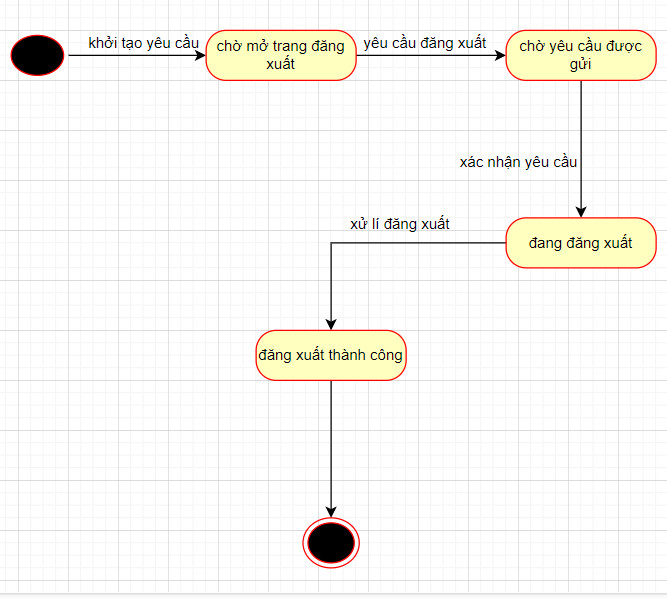 khởi tạo yêu cầu
chờ mở trang đăng
xuất
yêu cầu đăng xuất
chờ yêu cầu được
gửi
xác nhận yêu cầu
đang đăng xuất
xử lí đăng xuất
đăng xuất thành công